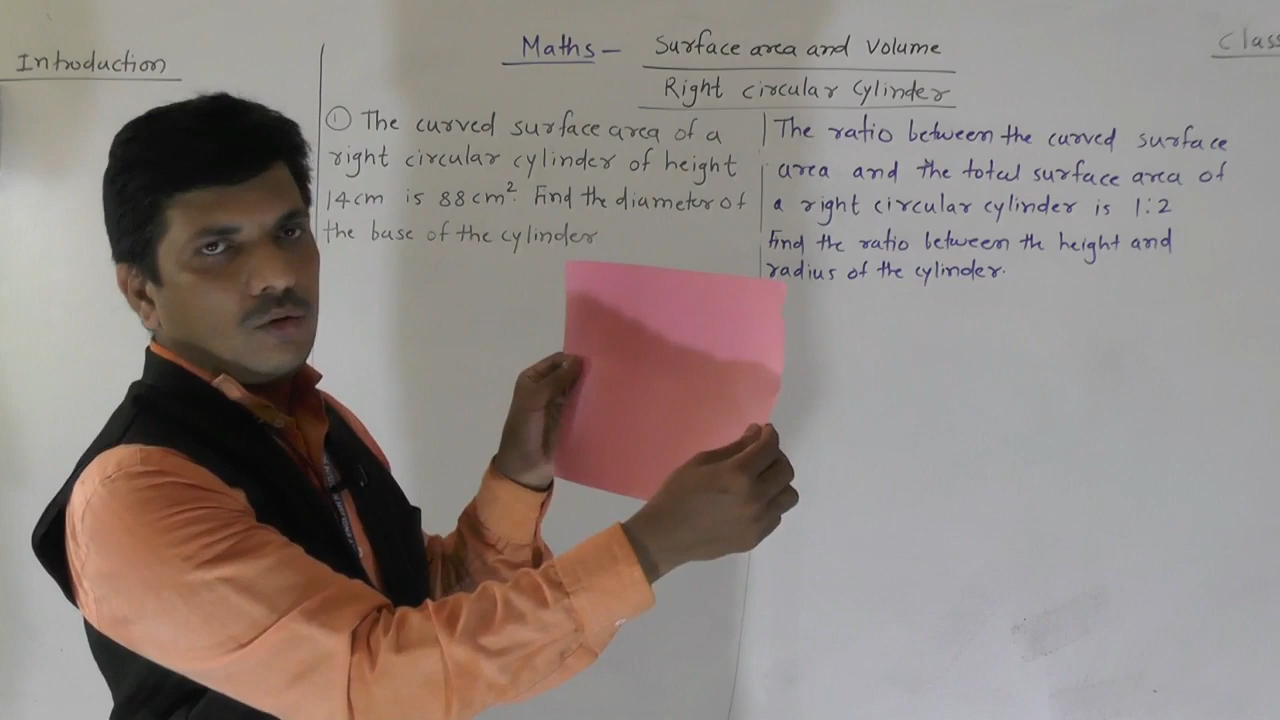 Introduction
Maths - Surface area and Volume
Class
Right circular Cylinder
① The curved surface area of a
right circular cylinder of height
14cm is 88cm². Find the diameter of
the base of the cylinder
The ratio between the curved surface
area and the total surface area of
a right circular cylinder is 1:2
Find the ratio between the height and
radius of the cylinder.